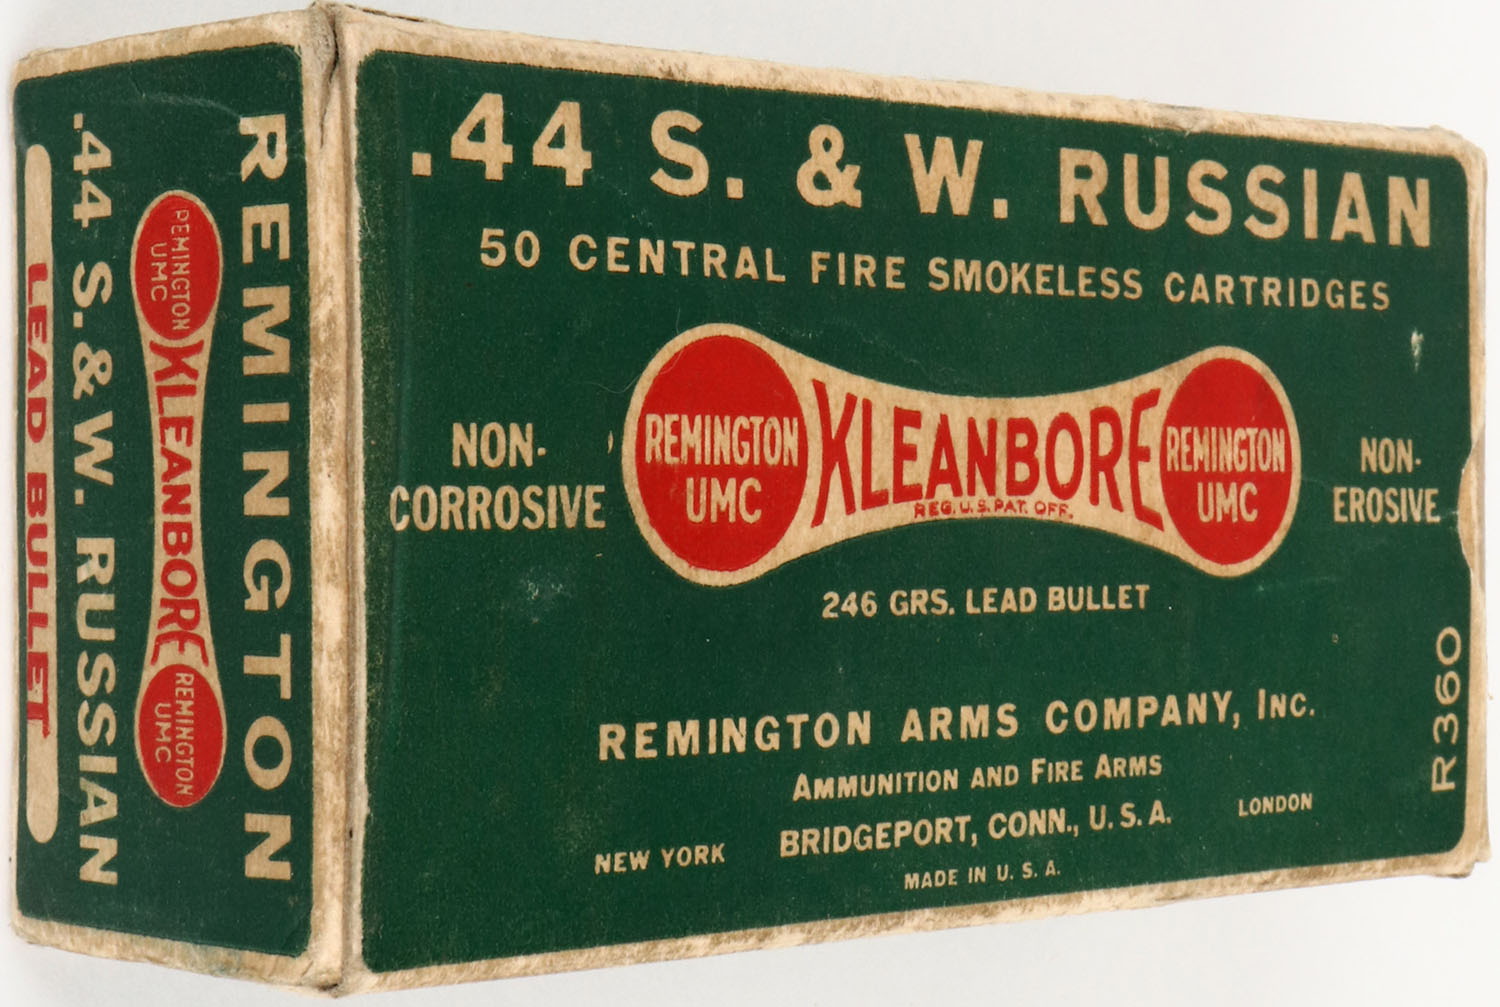 REMINGTON
REMINGTON
UMC
KLEANBORE
REMINGTON
UMC
.44 S. & W. RUSSIAN
LEAD BULLET
.44 S. & W. RUSSIAN
50 CENTRAL FIRE SMOKELESS CARTRIDGES
NON-
CORROSIVE
REMINGTON
UMC
KLEANBORE
REG. U. S. PAT. OFF.
REMINGTON
UMC
NON-
EROSIVE
246 GRS. LEAD BULLET
REMINGTON ARMS COMPANY, INC.
AMMUNITION AND FIRE ARMS
BRIDGEPORT, CONN., U. S. A.
NEW YORK
LONDON
MADE IN U. S. A.
R360